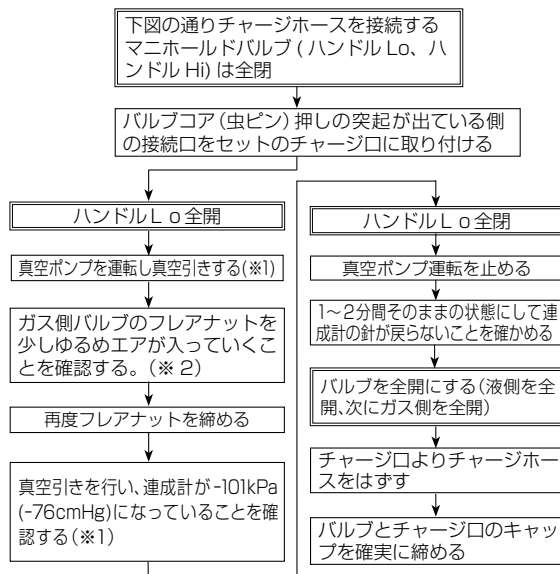 下図の通りチャージホースを接続する
マニホールドバルブ ( ハンドル Lo、ハ
ンドル Hi) は全閉
バルブコア（虫ピン）押しの突起が出ている側
の接続口をセットのチャージ口に取り付ける
ハンドルＬｏ全開
真空ポンプを運転し真空引きする(※1)
ガス側バルブのフレアナットを
少しゆるめエアが入っていくこ
とを確認する。（※ 2）
再度フレアナットを締める
真空引きを行い、連成計が-101kPa
(-76cmHg)になっていることを確
認する（※1）
ハンドルLo全閉
真空ポンプ運転を止める
1～2分間そのままの状態にして連
成計の針が戻らないことを確かめる
バルブを全開にする（液側を全
開、次にガス側を全開）
チャージ口よりチャージホー
スをはずす
バルブとチャージ口のキャッ
プを確実に締める